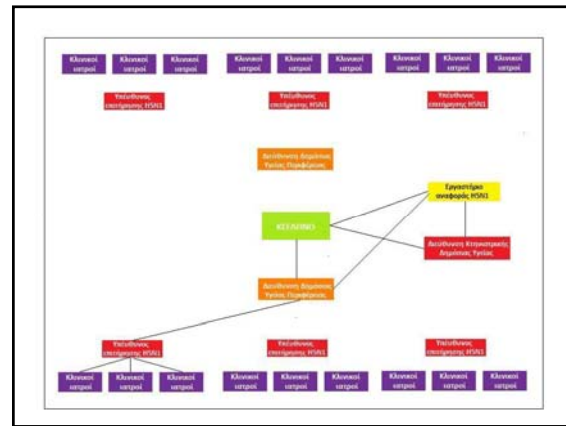 Κλινικοί Κλινικοί Κλινικοί Κλινικοί Κλινικοί Κλινικοί Κλινικοί Κλινικοί Κλινικοί
ιατροί ιατροί ιατροί ιατροί ιατροί ιατροί ιατροί ιατροί ιατροί
Υπεύθυνος Υπεύθυνος Υπεύθυνος
επιτήρησης H5N1 επιτήρησης H5N1 επιτήρησης H5N1
Διεύθυνση Δημόσιας
Υγείας Περιφέρειας
Εργαστήριο
αναφοράς H5N1
ΚΕΕΛΠΝΟ
Διεύθυνση Κτηνιατρικής
Δημόσιας Υγείας
Διεύθυνση Δημόσιας
Υγείας Περιφέρειας
Υπεύθυνος Υπεύθυνος Υπεύθυνος
επιτήρησης H5N1 επιτήρησης H5N1 επιτήρησης H5N1
Κλινικοί Κλινικοί Κλινικοί Κλινικοί Κλινικοί Κλινικοί Κλινικοί Κλινικοί Κλινικοί
ιατροί ιατροί ιατροί ιατροί ιατροί ιατροί ιατροί ιατροί ιατροί